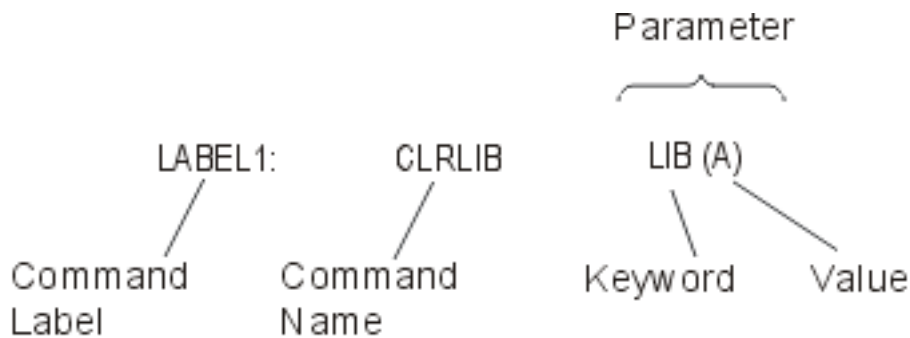 Parameter
LABEL1: CLRLIB LIB (A)
Command Label
Command Name
Keyword
Value